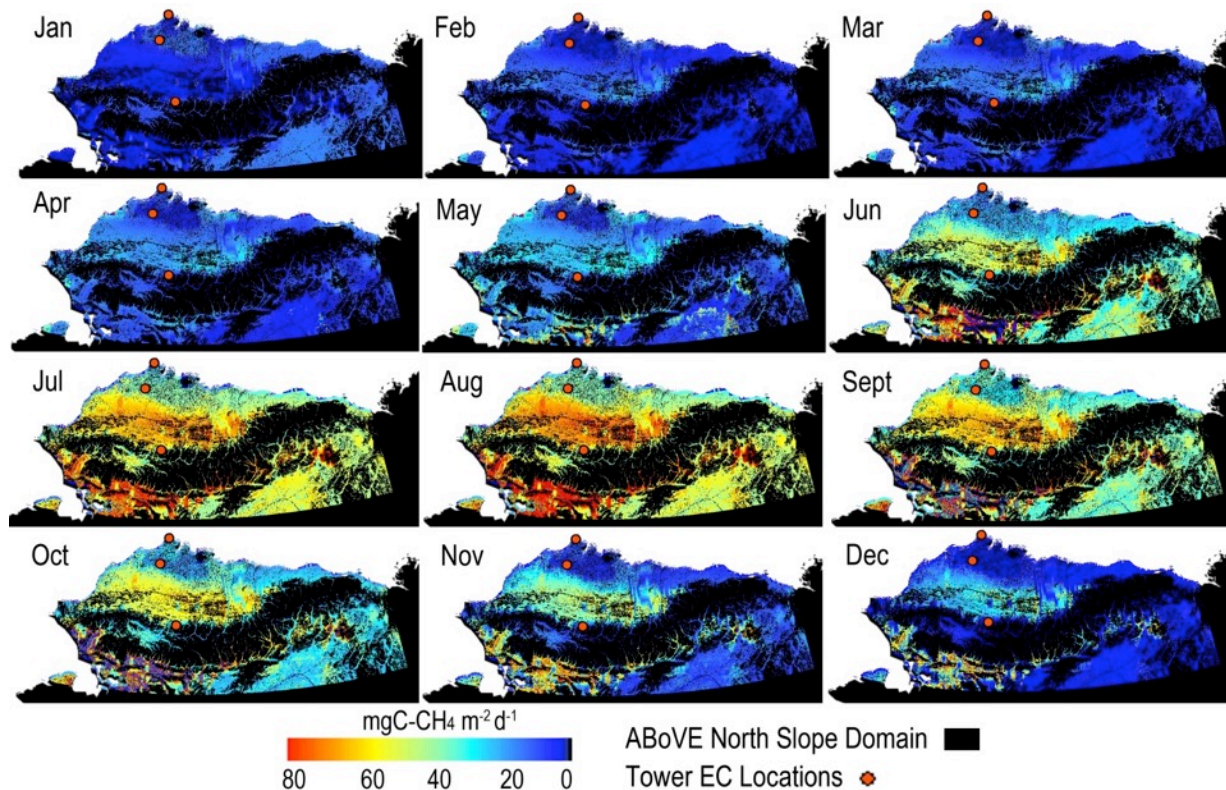 Jan
Feb
Mar
Apr
May
Jun
Jul
Aug
Sept
Oct
Nov
Dec
mgC-CH₄ m⁻² d⁻¹
80 60 40 20 0
ABoVE North Slope Domain
Tower EC Locations